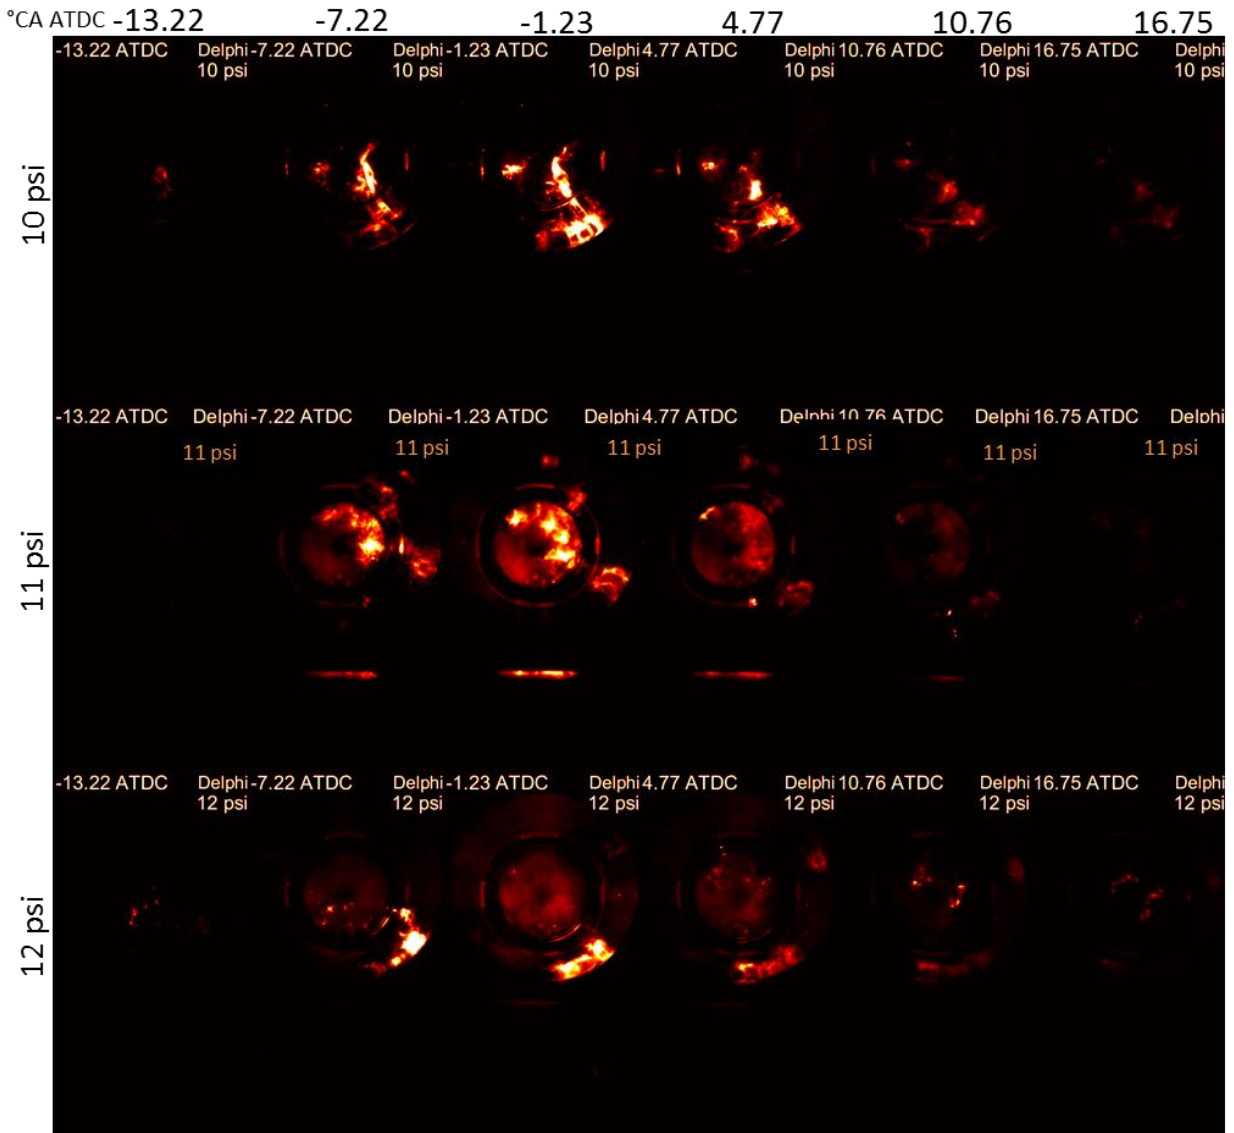 °CA ATDC -13.22 -7.22 -1.23 4.77 10.76 16.75
-13.22 ATDC Delphi -7.22 ATDC Delphi -1.23 ATDC Delphi 4.77 ATDC Delphi 10.76 ATDC Delphi 16.75 ATDC Delphi
10 psi 10 psi 10 psi 10 psi 10 psi 10 psi
10 psi
-13.22 ATDC Delphi -7.22 ATDC Delphi -1.23 ATDC Delphi 4.77 ATDC Delphi 10.76 ATDC Delphi 16.75 ATDC Delphi
11 psi 11 psi 11 psi 11 psi 11 psi 11 psi
11 psi
-13.22 ATDC Delphi -7.22 ATDC Delphi -1.23 ATDC Delphi 4.77 ATDC Delphi 10.76 ATDC Delphi 16.75 ATDC Delphi
12 psi 12 psi 12 psi 12 psi 12 psi 12 psi
12 psi